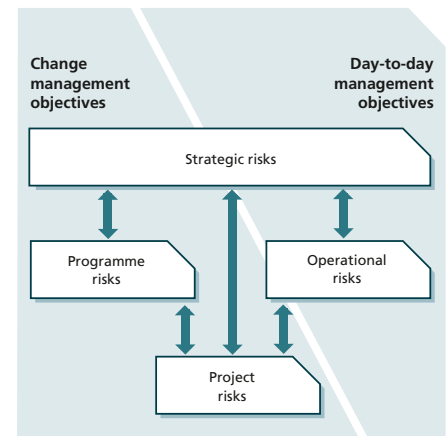 Change
management
objectives
Day-to-day
management
objectives
Strategic risks
Programme
risks
Operational
risks
Project
risks